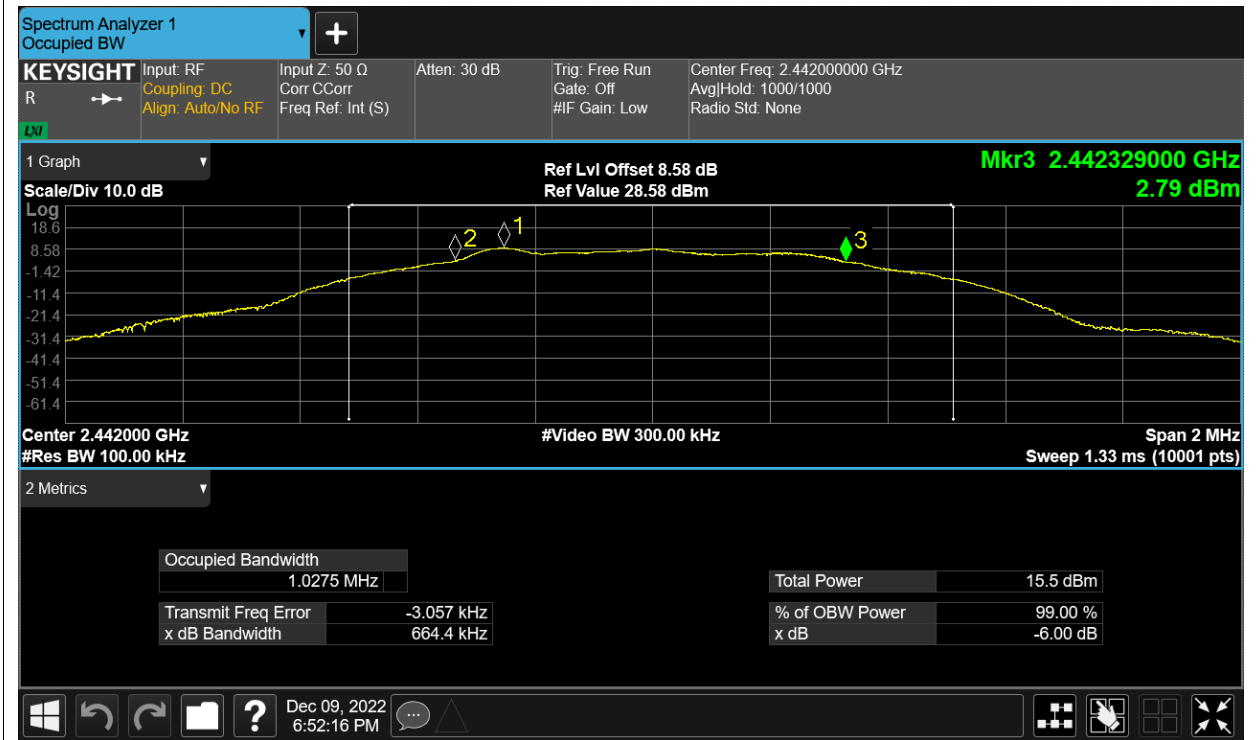 Spectrum Analyzer 1
Occupied BW
KEYSIGHT
R
LXI
Input: RF
Coupling: DC
Align: Auto/No RF
Input Z: 50 Ω
Corr CCorr
Freq Ref: Int (S)
Atten: 30 dB
Trig: Free Run
Gate: Off
#IF Gain: Low
Center Freq: 2.442000000 GHz
Avg|Hold: 1000/1000
Radio Std: None
1 Graph
Scale/Div 10.0 dB
Ref Lvl Offset 8.58 dB
Ref Value 28.58 dBm
Mkr3 2.442329000 GHz
2.79 dBm
Log
18.6
8.58
-1.42
-11.4
-21.4
-31.4
-41.4
-51.4
-61.4
2
1
3
Center 2.442000 GHz
#Res BW 100.00 kHz
#Video BW 300.00 kHz
Span 2 MHz
Sweep 1.33 ms (10001 pts)
2 Metrics
Occupied Bandwidth
1.0275 MHz
Transmit Freq Error -3.057 kHz
x dB Bandwidth 664.4 kHz
Total Power 15.5 dBm
% of OBW Power 99.00 %
x dB -6.00 dB
?
Dec 09, 2022
6:52:16 PM